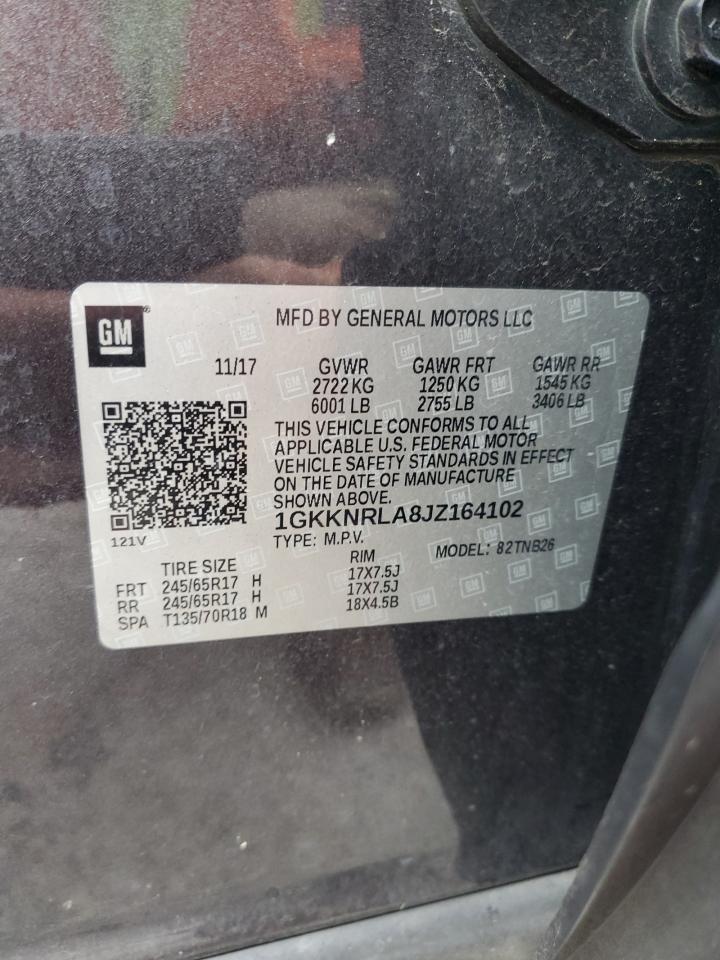 GM
MFD BY GENERAL MOTORS LLC
11/17 GVWR GAWR FRT GAWR RR
2722 KG 1250 KG 1545 KG
6001 LB 2755 LB 3406 LB
THIS VEHICLE CONFORMS TO ALL
APPLICABLE U.S. FEDERAL MOTOR
VEHICLE SAFETY STANDARDS IN EFFECT
ON THE DATE OF MANUFACTURE
SHOWN ABOVE.
1GKKNRLA8JZ164102
121V
TYPE: M.P.V. MODEL: 82TNB26
TIRE SIZE RIM
FRT 245/65R17 H 17X7.5J
RR 245/65R17 H 17X7.5J
SPA T135/70R18 M 18X4.5B